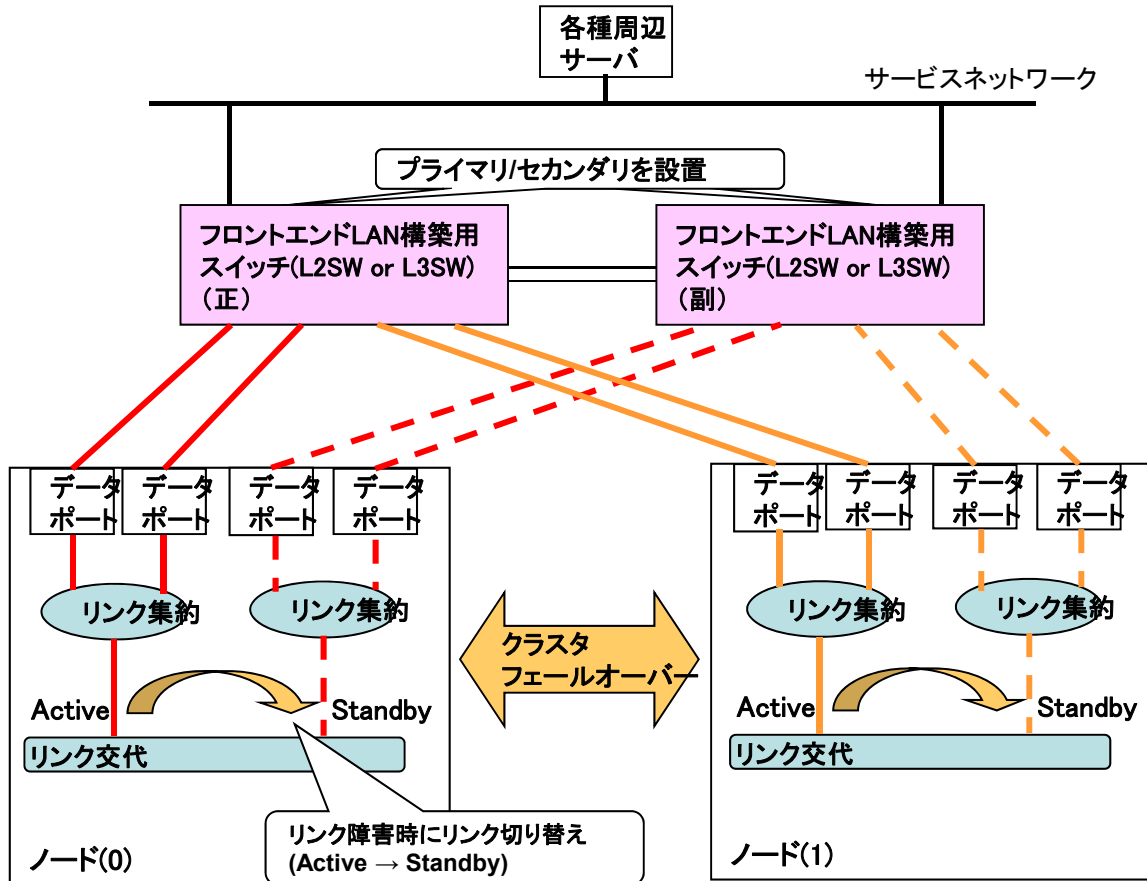 各種周辺
サーバ
サービスネットワーク
プライマリ/セカンダリを設置
フロントエンドLAN構築用
スイッチ(L2SW or L3SW)
（正）
フロントエンドLAN構築用
スイッチ(L2SW or L3SW)
（副）
データ
ポート
データ
ポート
データ
ポート
データ
ポート
データ
ポート
データ
ポート
データ
ポート
データ
ポート
リンク集約
リンク集約
リンク集約
リンク集約
クラスタ
フェールオーバー
Active
Standby
Active
Standby
リンク交代
リンク交代
リンク障害時にリンク切り替え
(Active → Standby)
ノード(0)
ノード(1)